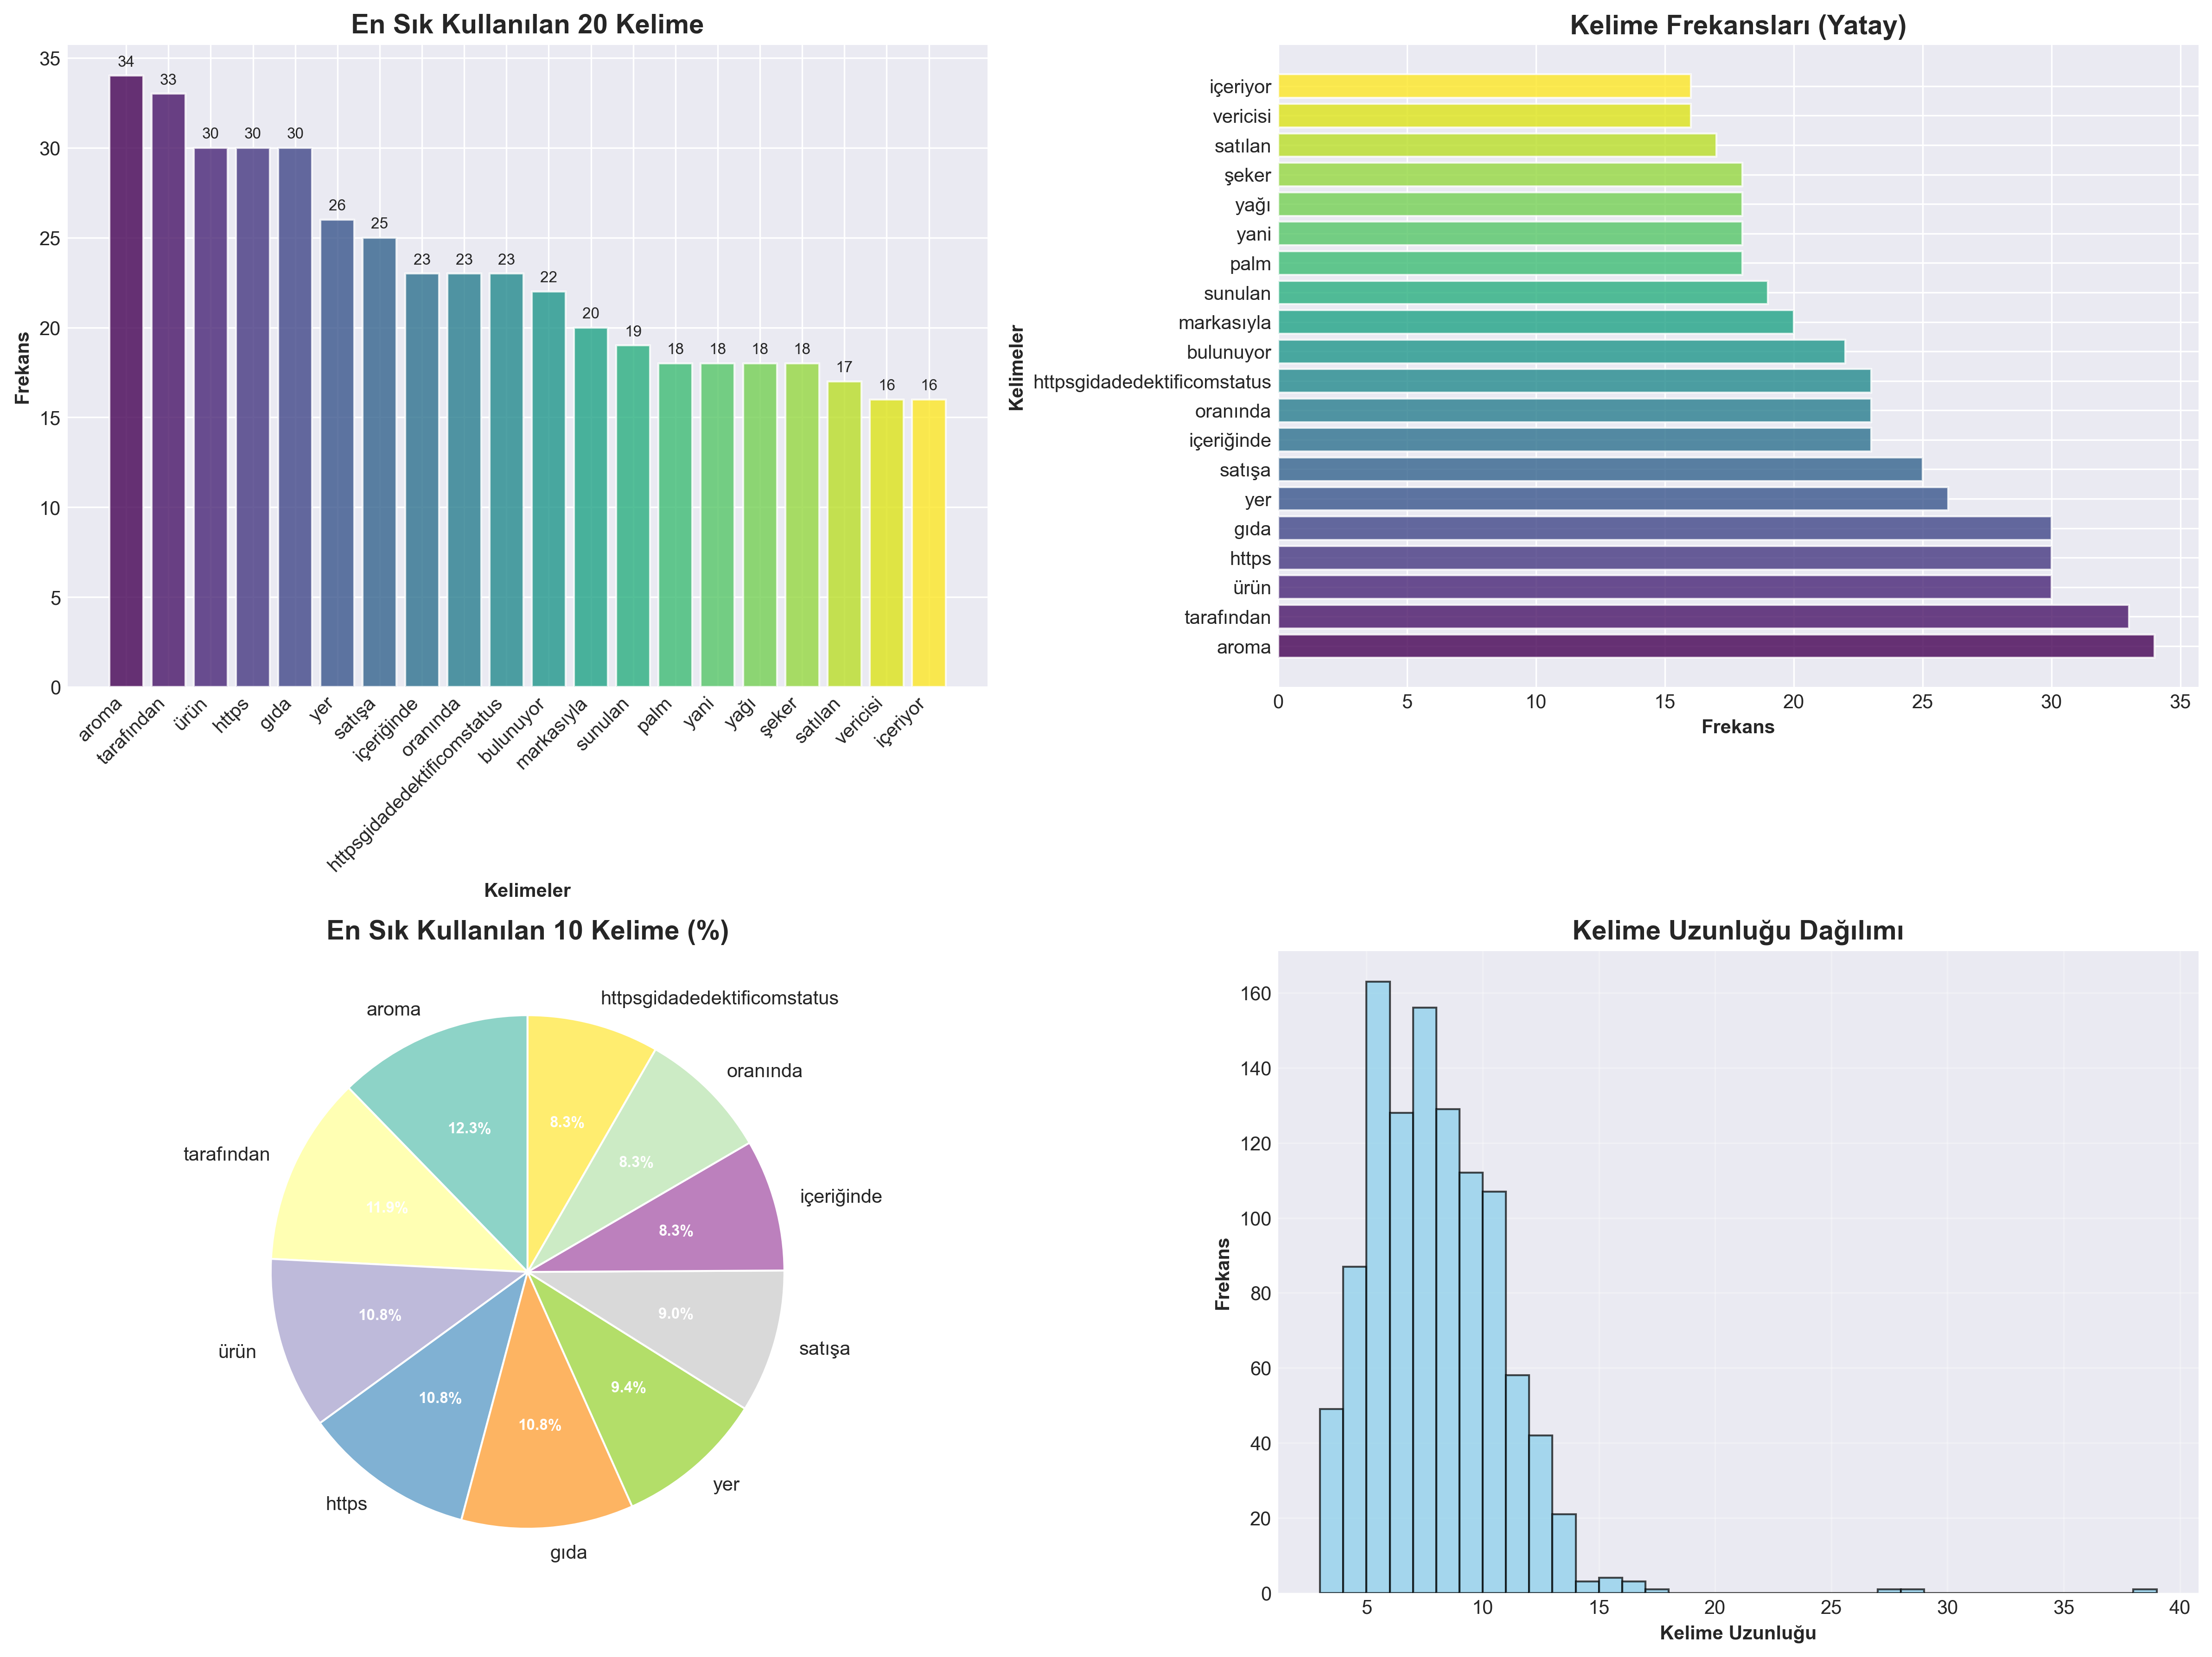 En Sık Kullanılan 20 Kelime
Frekans
35
30
25
20
15
10
5
0
34
33
30
30
30
26
25
23
23
23
22
20
19
18
18
18
18
17
16
16
aroma
tarafından
ürün
https
gıda
yer
satışa
içeriğinde
oranında
httpsgidadedektificomstatus
bulunuyor
markasıyla
sunulan
palm
yani
yağı
şeker
satılan
vericisi
içeriyor
Kelimeler
Kelime Frekansları (Yatay)
Kelimeler
içeriyor
vericisi
satılan
şeker
yağı
yani
palm
sunulan
markasıyla
bulunuyor
httpsgidadedektificomstatus
oranında
içeriğinde
satışa
yer
gıda
https
ürün
tarafından
aroma
0 5 10 15 20 25 30 35
Frekans
En Sık Kullanılan 10 Kelime (%)
aroma
12.3%
tarafından
11.9%
ürün
10.8%
https
10.8%
gıda
10.8%
yer
9.4%
satışa
9.0%
içeriğinde
8.3%
oranında
8.3%
httpsgidadedektificomstatus
8.3%
Kelime Uzunluğu Dağılımı
Frekans
160
140
120
100
80
60
40
20
0
5 10 15 20 25 30 35 40
Kelime Uzunluğu